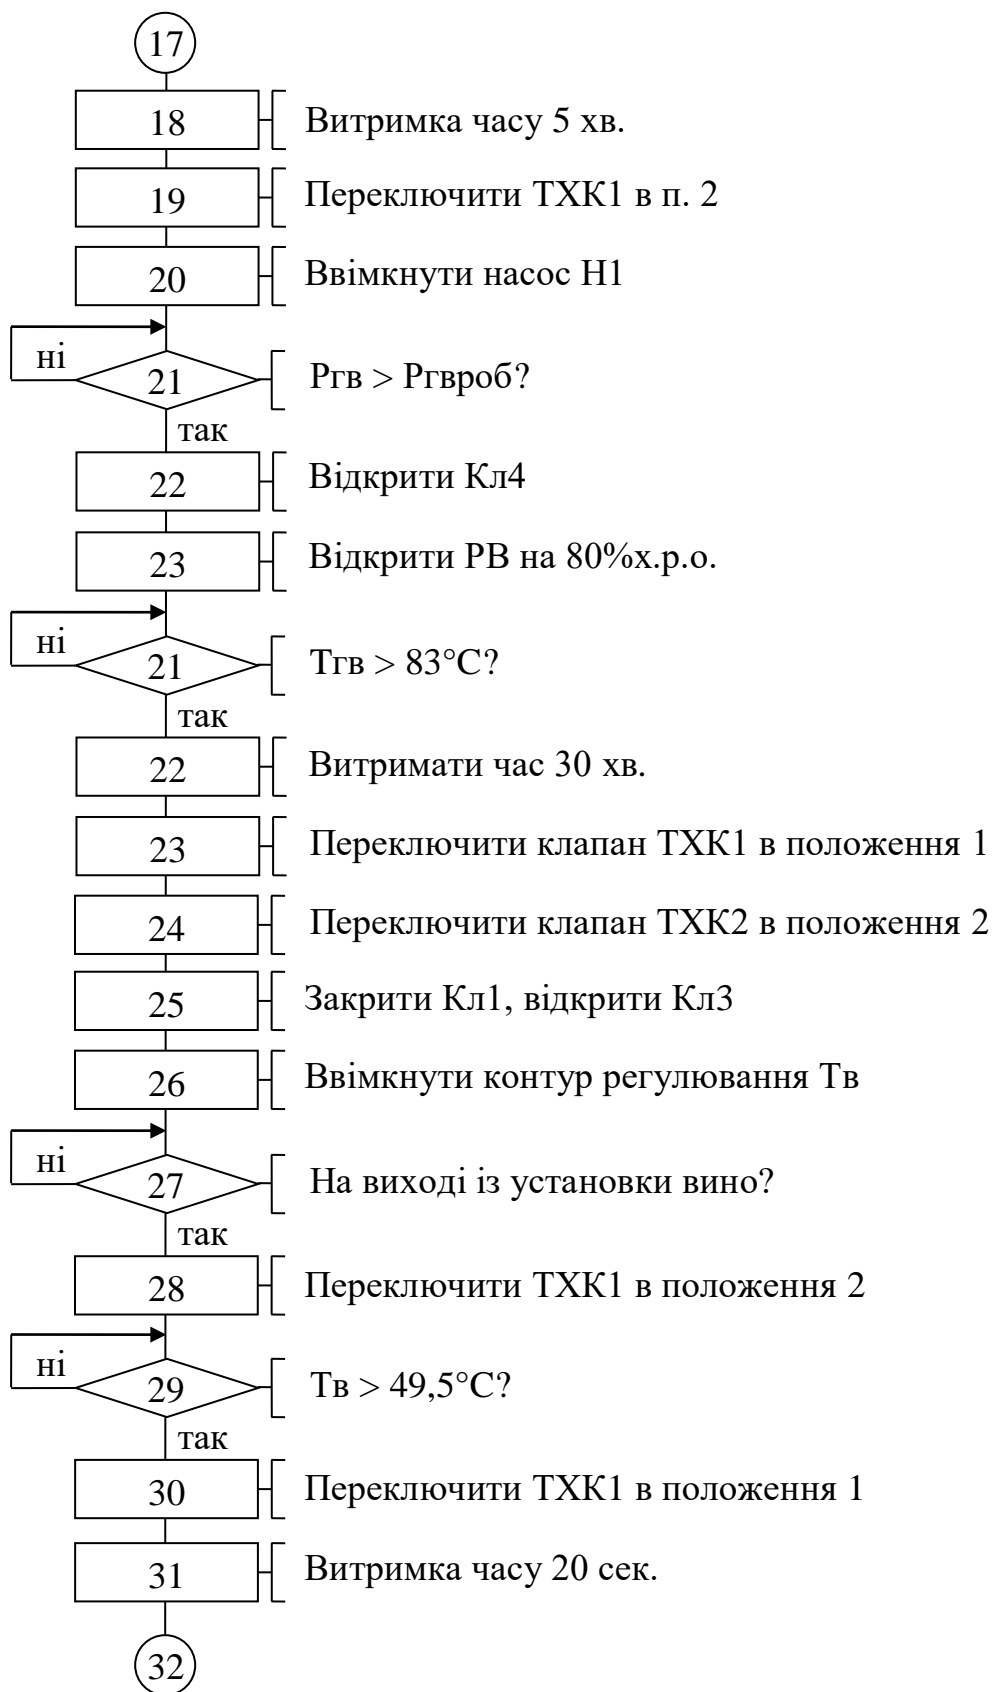 17
18 Витримка часу 5 хв.
19 Переключити ТХК1 в п. 2
20 Ввімкнути насос Н1
ні
21 Ргв > Ргвроб?
так
22 Відкрити Кл4
23 Відкрити РВ на 80%х.р.о.
ні
21 Тгв > 83°С?
так
22 Витримати час 30 хв.
23 Переключити клапан ТХК1 в положення 1
24 Переключити клапан ТХК2 в положення 2
25 Закрити Кл1, відкрити Кл3
26 Ввімкнути контур регулювання Тв
ні
27 На виході із установки вино?
так
28 Переключити ТХК1 в положення 2
ні
29 Тв > 49,5°С?
так
30 Переключити ТХК1 в положення 1
31 Витримка часу 20 сек.
32